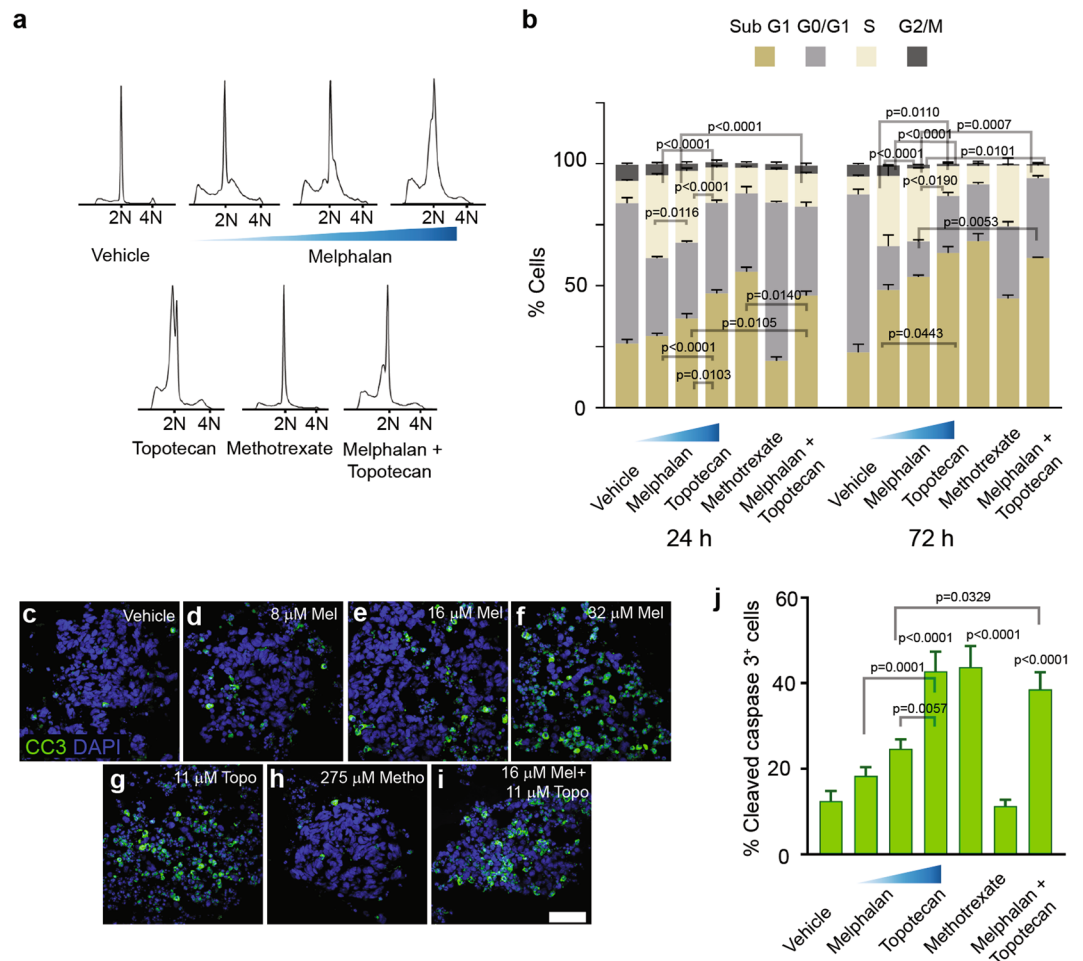 a
2N 4N 2N 4N 2N 4N 2N 4N
Vehicle
Melphalan
2N 4N 2N 4N 2N 4N
Topotecan
Methotrexate
Melphalan +
Topotecan
b
Sub G1 G0/G1 S G2/M
% Cells
100
50
0
p<0.0001
p<0.0001
p<0.0001
p=0.0116
p=0.0140
p=0.0105
p<0.0001
p=0.0103
p=0.0110
p<0.0001
p=0.0007
p<0.0001
p=0.0101
p<0.0190
p=0.0053
p=0.0443
Vehicle
Melphalan
Topotecan
Methotrexate
Melphalan +
Topotecan
24 h
Vehicle
Melphalan
Topotecan
Methotrexate
Melphalan +
Topotecan
72 h
c
Vehicle
CC3 DAPI
d
8 μM Mel
e
16 μM Mel
f
32 μM Mel
g
11 μM Topo
h
275 μM Metho
i
16 μM Mel+
11 μM Topo
j
% Cleaved caspase 3+ cells
60
40
20
0
p=0.0329
p<0.0001
p<0.0001
p=0.0001
p<0.0001
p=0.0057
Vehicle
Melphalan
Topotecan
Methotrexate
Melphalan +
Topotecan